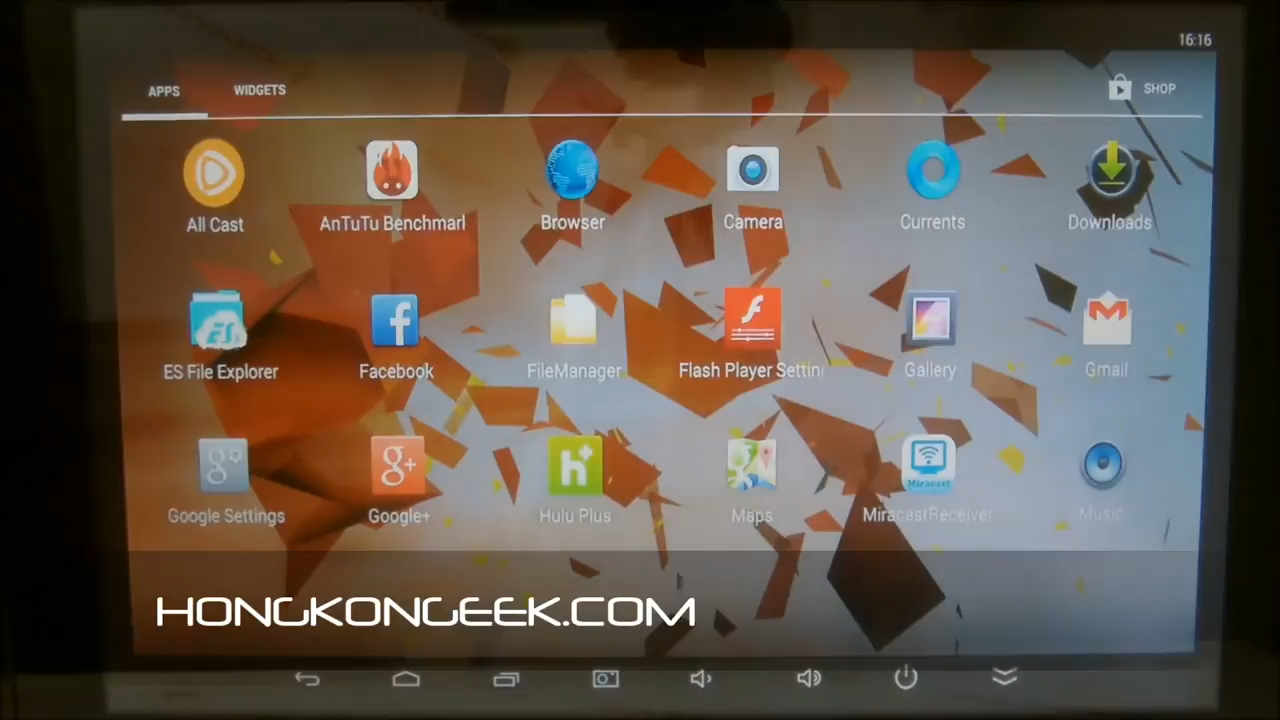 16:16
APPS WIDGETS SHOP
All Cast AnTuTu Benchmarl Browser Camera Currents Downloads
ES File Explorer Facebook FileManager Flash Player Settin Gallery Gmail
Google Settings Google+ Hulu Plus Maps MiracastReceiver Music
Miracast
HONGKONGEEK.COM